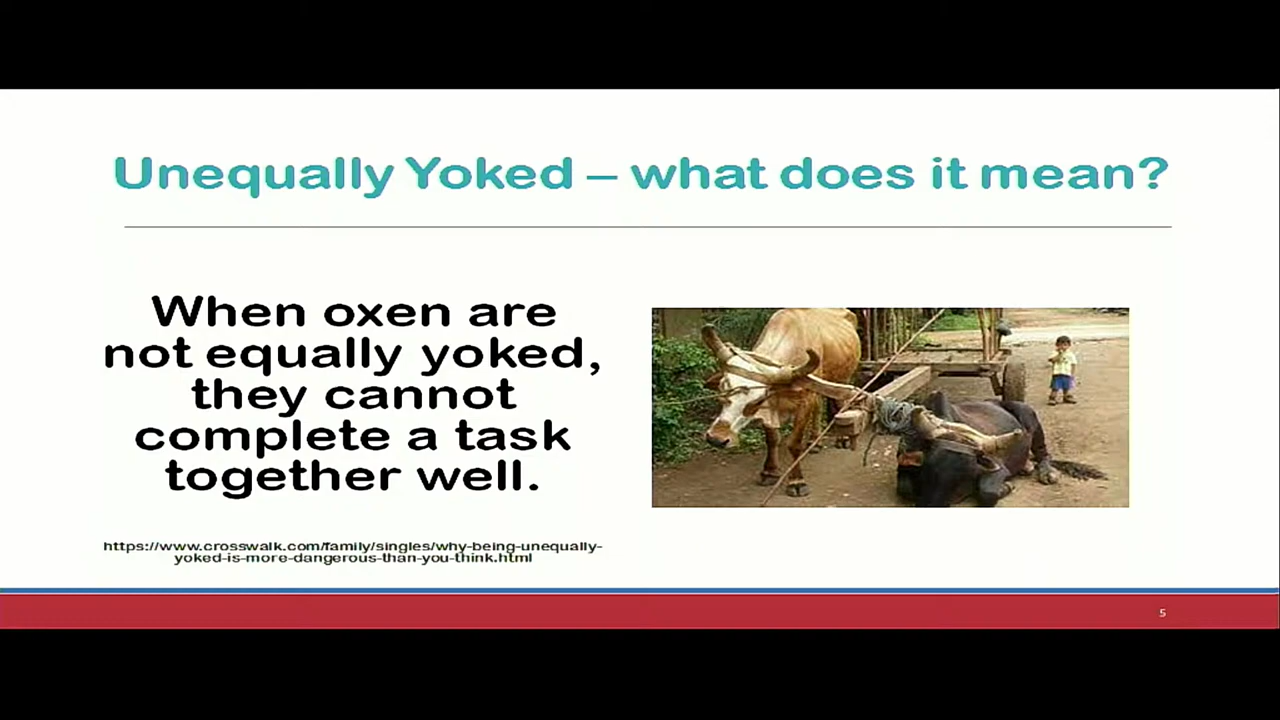 Unequally Yoked – what does it mean?
When oxen are
not equally yoked,
they cannot
complete a task
together well.
https://www.crosswalk.com/family/singles/why-being-unequally-
yoked-is-more-dangerous-than-you-think.html
5